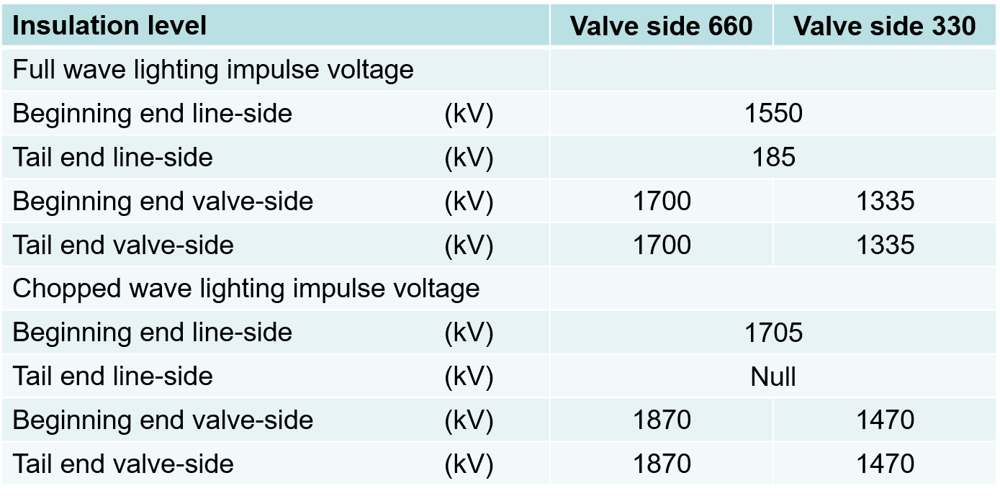 Insulation level Valve side 660 Valve side 330
Full wave lighting impulse voltage
Beginning end line-side (kV) 1550
Tail end line-side (kV) 185
Beginning end valve-side (kV) 1700 1335
Tail end valve-side (kV) 1700 1335
Chopped wave lighting impulse voltage
Beginning end line-side (kV) 1705
Tail end line-side (kV) Null
Beginning end valve-side (kV) 1870 1470
Tail end valve-side (kV) 1870 1470